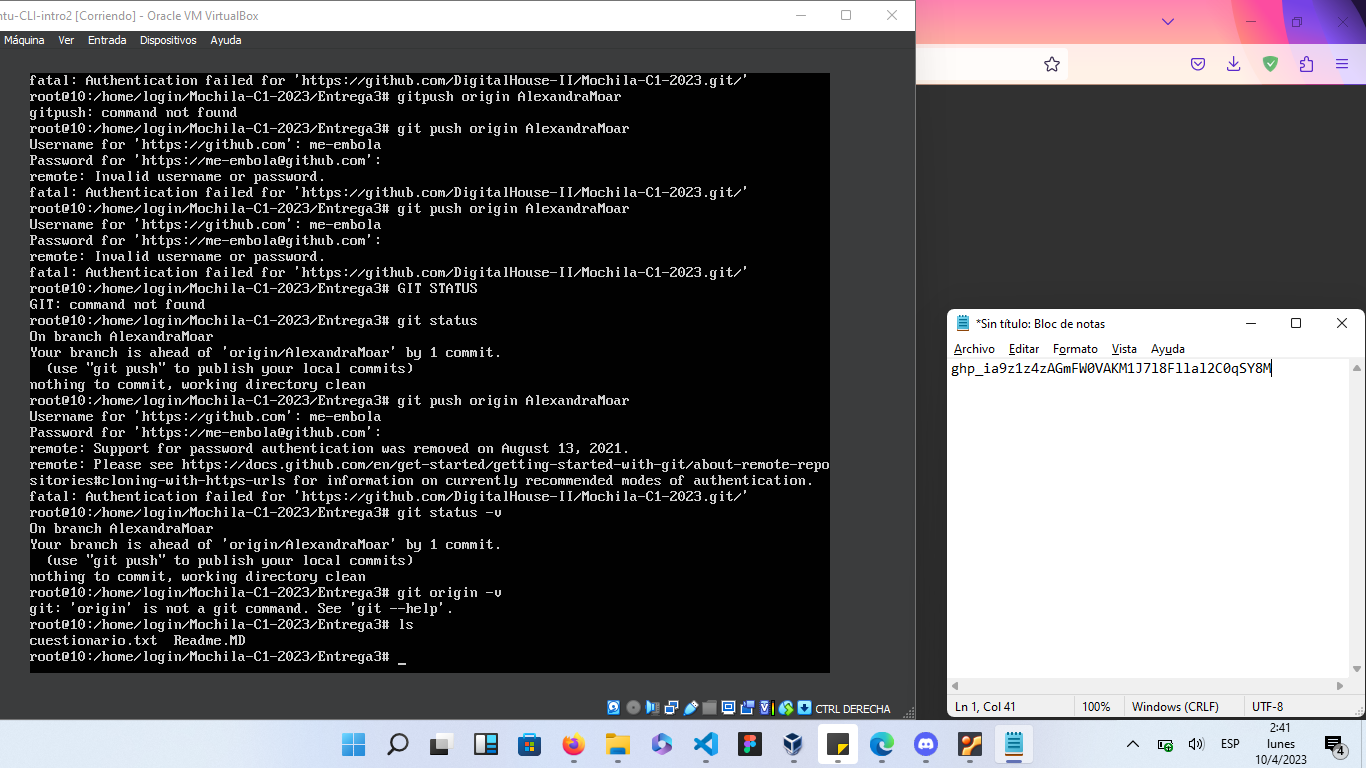 ntu-CLI-intro2 [Corriendo] - Oracle VM VirtualBox
Máquina Ver Entrada Dispositivos Ayuda
fatal: Authentication failed for 'https://github.com/DigitalHouse-II/Mochila-C1-2023.git/'
root@10:/home/login/Mochila-C1-2023/Entrega3# gitpush origin AlexandraMoar
gitpush: command not found
root@10:/home/login/Mochila-C1-2023/Entrega3# git push origin AlexandraMoar
Username for 'https://github.com': me-embola
Password for 'https://me-embola@github.com':
remote: Invalid username or password.
fatal: Authentication failed for 'https://github.com/DigitalHouse-II/Mochila-C1-2023.git/'
root@10:/home/login/Mochila-C1-2023/Entrega3# git push origin AlexandraMoar
Username for 'https://github.com': me-embola
Password for 'https://me-embola@github.com':
remote: Invalid username or password.
fatal: Authentication failed for 'https://github.com/DigitalHouse-II/Mochila-C1-2023.git/'
root@10:/home/login/Mochila-C1-2023/Entrega3# GIT STATUS
GIT: command not found
root@10:/home/login/Mochila-C1-2023/Entrega3# git status
On branch AlexandraMoar
Your branch is ahead of 'origin/AlexandraMoar' by 1 commit.
(use "git push" to publish your local commits)
nothing to commit, working directory clean
root@10:/home/login/Mochila-C1-2023/Entrega3# git push origin AlexandraMoar
Username for 'https://github.com': me-embola
Password for 'https://me-embola@github.com':
remote: Support for password authentication was removed on August 13, 2021.
remote: Please see https://docs.github.com/en/get-started/getting-started-with-git/about-remote-repo
sitories#cloning-with-https-urls for information on currently recommended modes of authentication.
fatal: Authentication failed for 'https://github.com/DigitalHouse-II/Mochila-C1-2023.git/'
root@10:/home/login/Mochila-C1-2023/Entrega3# git status -v
On branch AlexandraMoar
Your branch is ahead of 'origin/AlexandraMoar' by 1 commit.
(use "git push" to publish your local commits)
nothing to commit, working directory clean
root@10:/home/login/Mochila-C1-2023/Entrega3# git origin -v
git: 'origin' is not a git command. See 'git --help'.
root@10:/home/login/Mochila-C1-2023/Entrega3# ls
cuestionario.txt Readme.MD
root@10:/home/login/Mochila-C1-2023/Entrega3# _
CTRL DERECHA
*Sin título: Bloc de notas
Archivo Editar Formato Vista Ayuda
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
Ln 1, Col 41 100% Windows (CRLF) UTF-8
ESP
2:41
lunes
10/4/2023
4